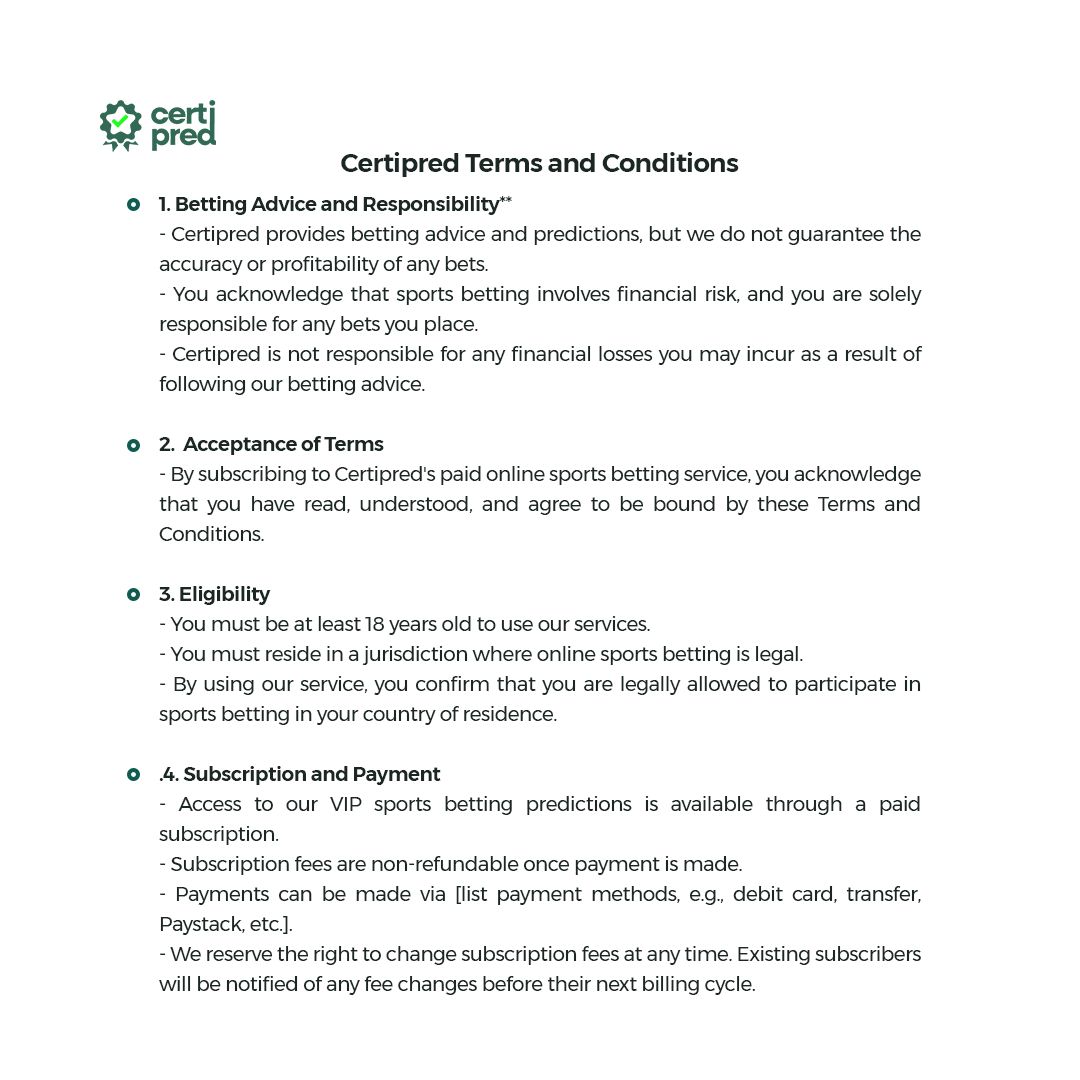 certi
pred
Certipred Terms and Conditions
1. Betting Advice and Responsibility**
- Certipred provides betting advice and predictions, but we do not guarantee the
accuracy or profitability of any bets.
- You acknowledge that sports betting involves financial risk, and you are solely
responsible for any bets you place.
- Certipred is not responsible for any financial losses you may incur as a result of
following our betting advice.
2.  Acceptance of Terms
- By subscribing to Certipred's paid online sports betting service, you acknowledge
that you have read, understood, and agree to be bound by these Terms and
Conditions.
3. Eligibility
- You must be at least 18 years old to use our services.
- You must reside in a jurisdiction where online sports betting is legal.
- By using our service, you confirm that you are legally allowed to participate in
sports betting in your country of residence.
.4. Subscription and Payment
- Access to our VIP sports betting predictions is available through a paid
subscription.
- Subscription fees are non-refundable once payment is made.
- Payments can be made via [list payment methods, e.g., debit card, transfer,
Paystack, etc.].
- We reserve the right to change subscription fees at any time. Existing subscribers
will be notified of any fee changes before their next billing cycle.